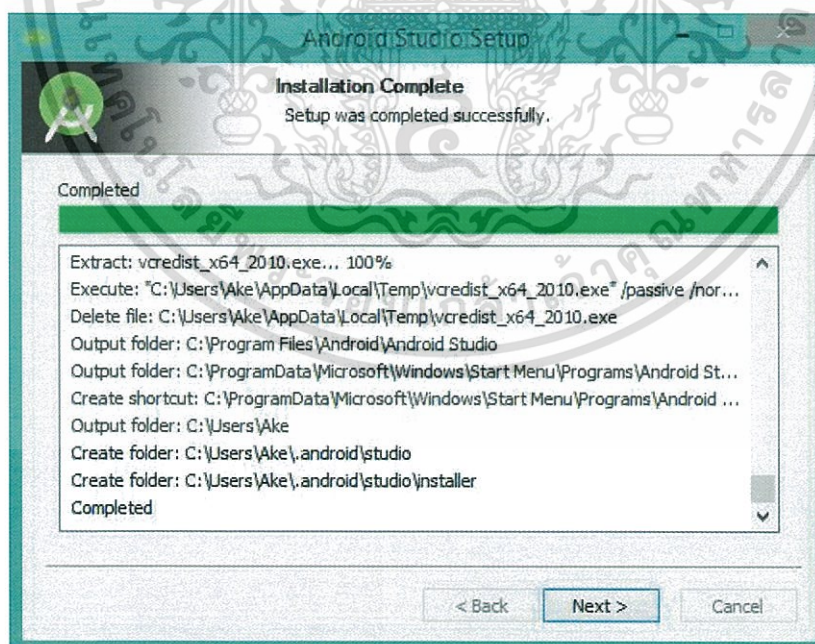 Android Studio Setup
Installation Complete
Setup was completed successfully.
Completed
Extract: vcredist_x64_2010.exe... 100%
Execute: "C:\Users\Ake\AppData\Local\Temp\vcredist_x64_2010.exe" /passive /nor...
Delete file: C:\Users\Ake\AppData\Local\Temp\vcredist_x64_2010.exe
Output folder: C:\Program Files\Android\Android Studio
Output folder: C:\ProgramData\Microsoft\Windows\Start Menu\Programs\Android St...
Create shortcut: C:\ProgramData\Microsoft\Windows\Start Menu\Programs\Android ...
Output folder: C:\Users\Ake
Create folder: C:\Users\Ake\.android\studio
Create folder: C:\Users\Ake\.android\studio\installer
Completed
< Back
Next >
Cancel